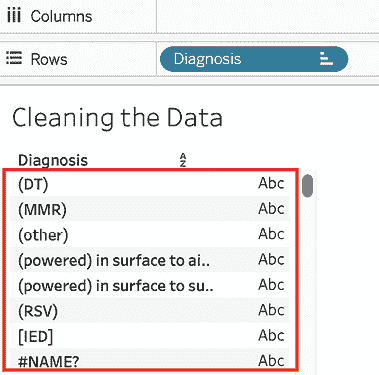 Columns
Rows Diagnosis
Cleaning the Data
Diagnosis A Z
(DT) Abc
(MMR) Abc
(other) Abc
(powered) in surface to ai.. Abc
(powered) in surface to su.. Abc
(RSV) Abc
[IED] Abc
#NAME? Abc